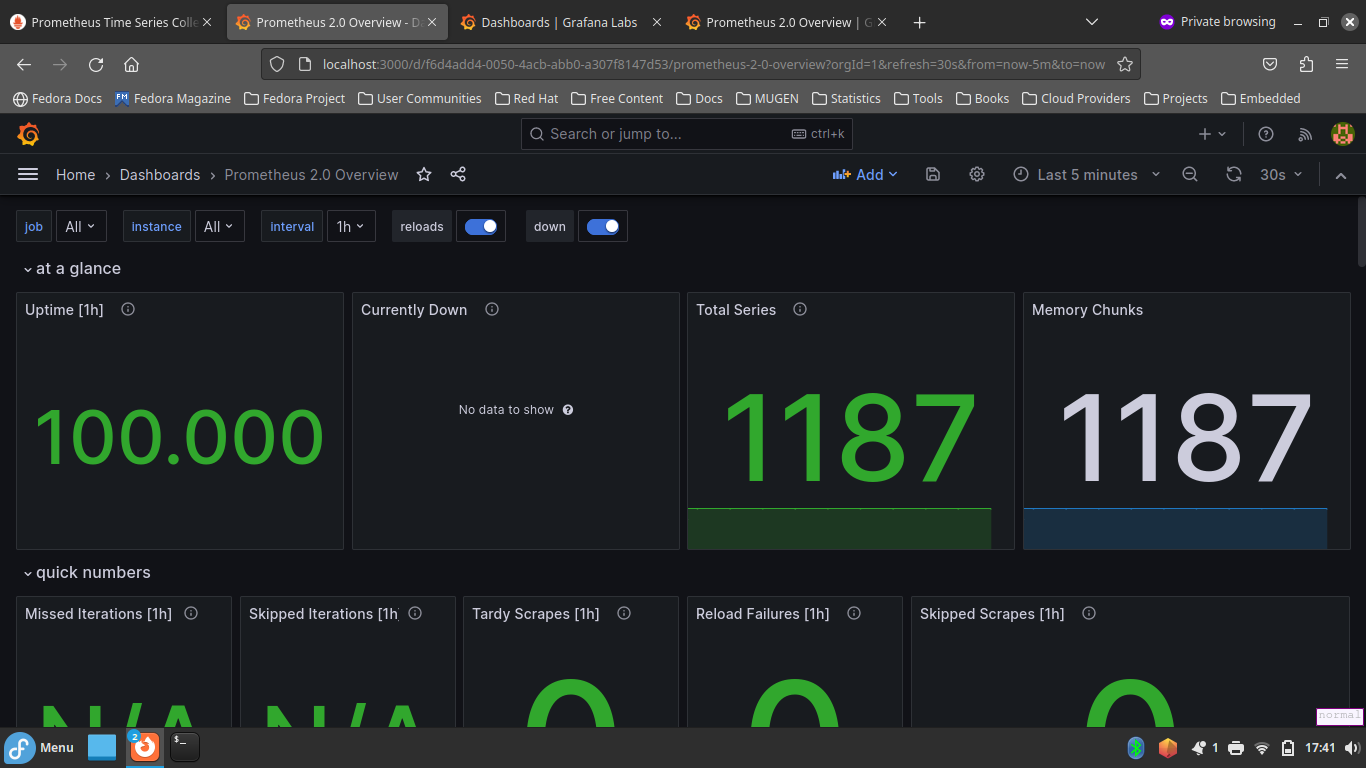 Prometheus Time Series Colle
Prometheus 2.0 Overview - Da
Dashboards | Grafana Labs
Prometheus 2.0 Overview | G
Private browsing
localhost:3000/d/f6d4add4-0050-4acb-abb0-a307f8147d53/prometheus-2-0-overview?orgId=1&refresh=30s&from=now-5m&to=now
Fedora Docs
FM Fedora Magazine
Fedora Project
User Communities
Red Hat
Free Content
Docs
MUGEN
Statistics
Tools
Books
Cloud Providers
Projects
Embedded
Search or jump to...
ctrl+k
Home › Dashboards › Prometheus 2.0 Overview
Add
Last 5 minutes
30s
job All
instance All
interval 1h
reloads
down
at a glance
Uptime [1h]
100.000
Currently Down
No data to show
Total Series
1187
Memory Chunks
1187
quick numbers
Missed Iterations [1h]
N/A
Skipped Iterations [1h]
N/A
Tardy Scrapes [1h]
0
Reload Failures [1h]
0
Skipped Scrapes [1h]
0
normal
Menu
2
1
17:41